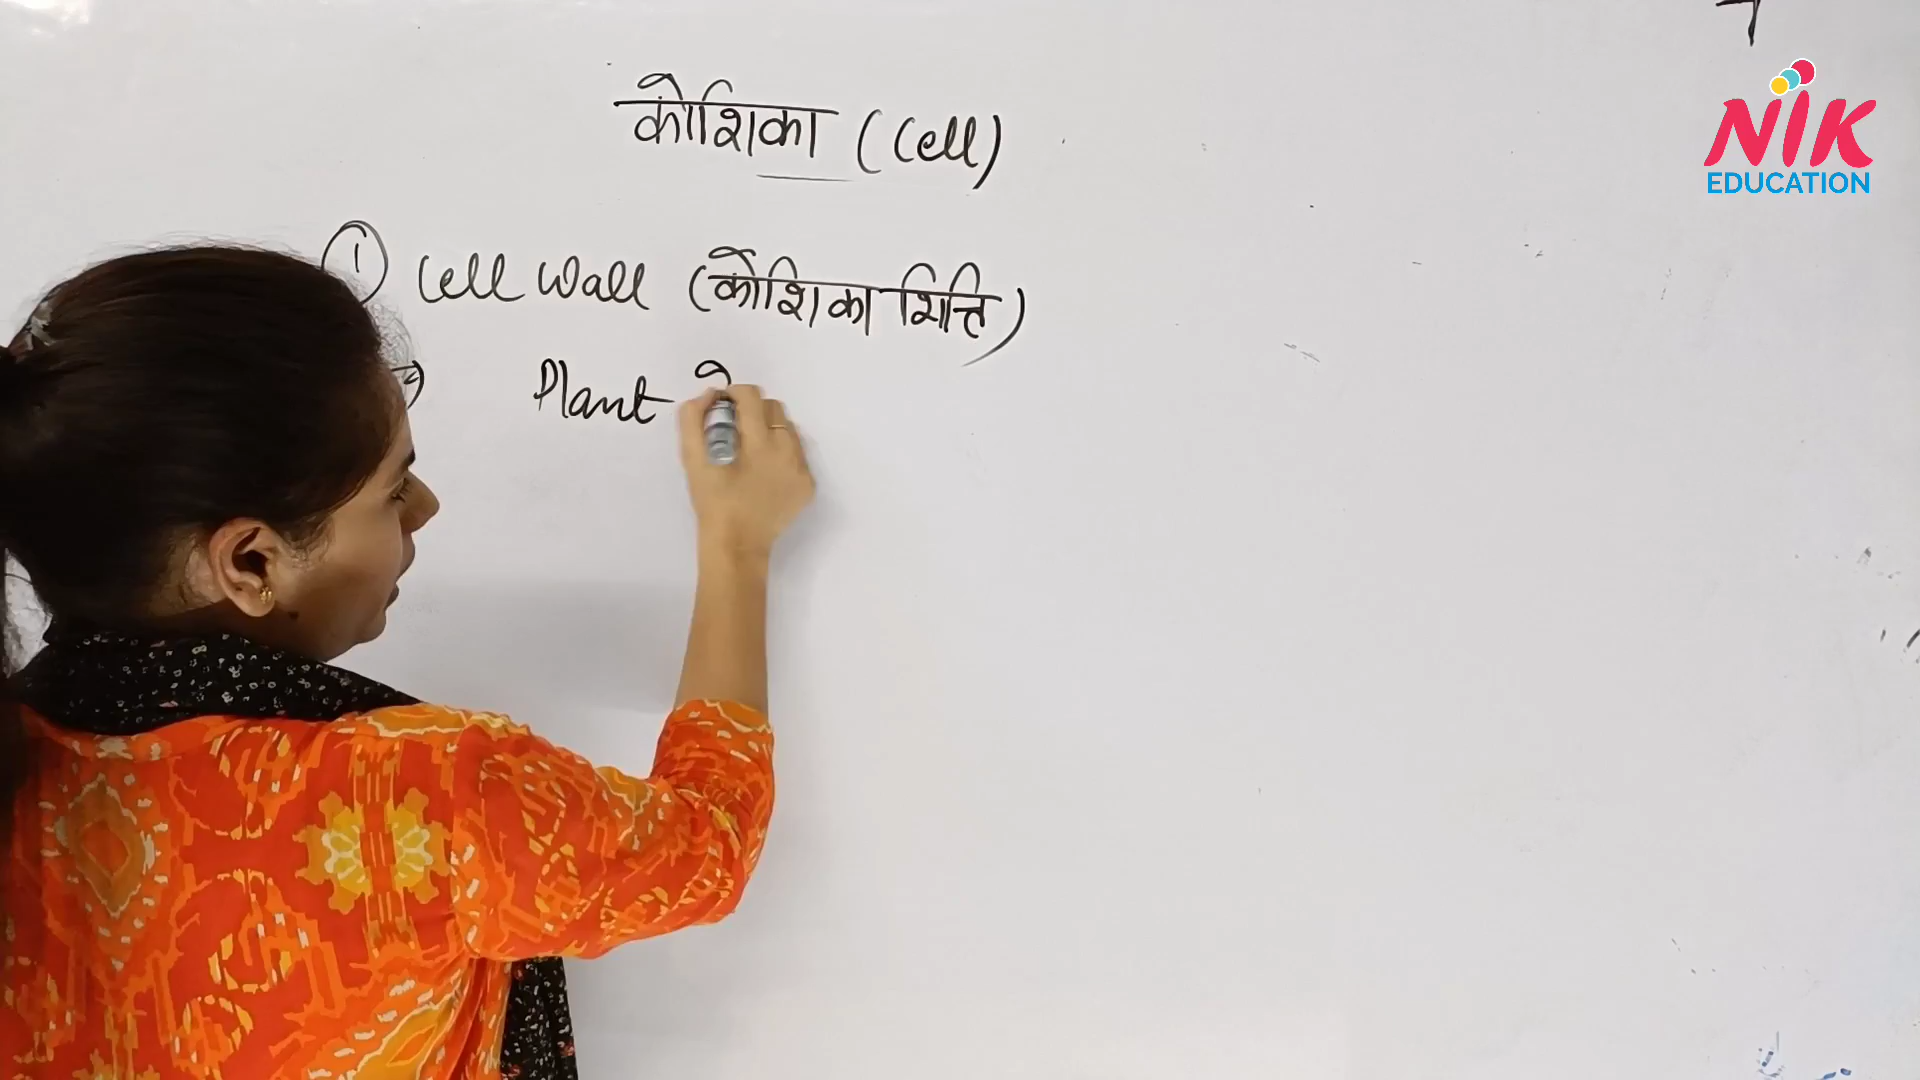 कोशिका (Cell)
NIK
EDUCATION
① Cell Wall (कोशिका भित्ति)
Plant